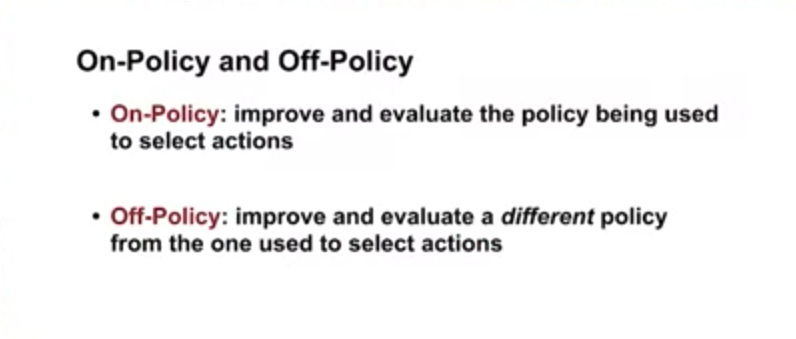 On-Policy and Off-Policy
• On-Policy: improve and evaluate the policy being used
to select actions
• Off-Policy: improve and evaluate a different policy
from the one used to select actions